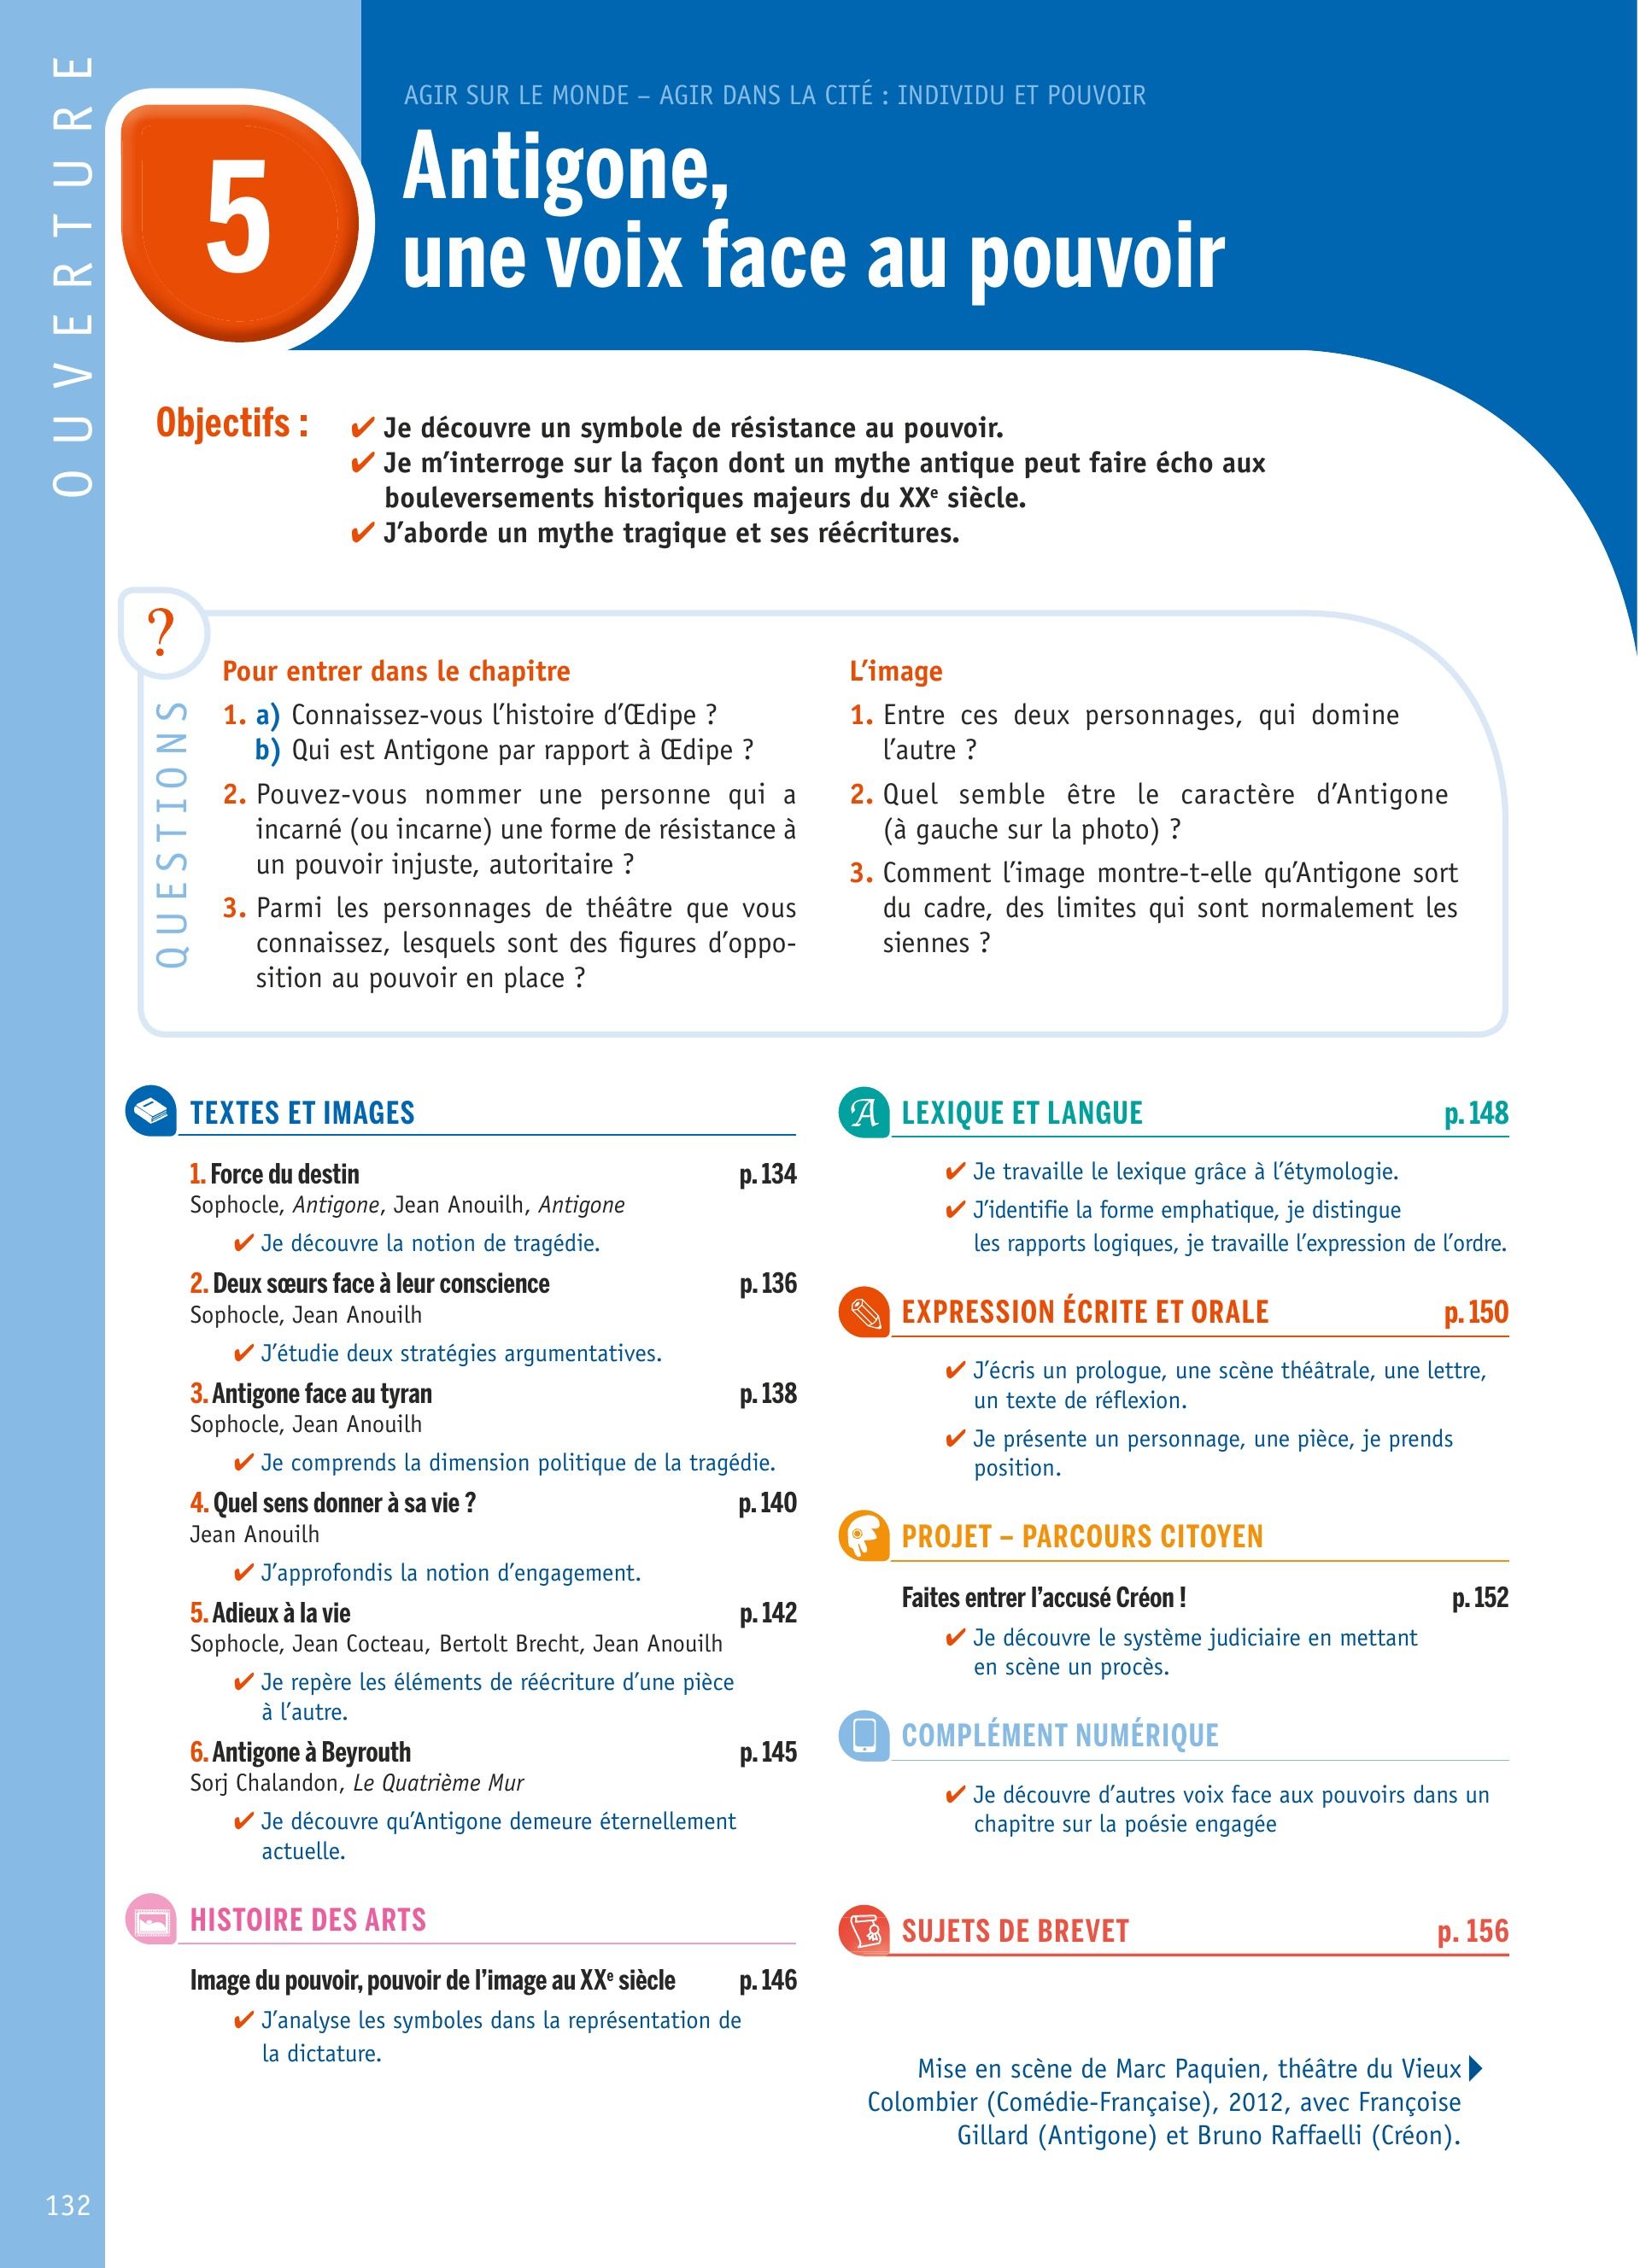 OUVERTURE
5
AGIR SUR LE MONDE – AGIR DANS LA CITÉ : INDIVIDU ET POUVOIR
Antigone,
une voix face au pouvoir
Objectifs :
✔ Je découvre un symbole de résistance au pouvoir.
✔ Je m’interroge sur la façon dont un mythe antique peut faire écho aux
bouleversements historiques majeurs du XXe siècle.
✔ J’aborde un mythe tragique et ses réécritures.
?
QUESTIONS
Pour entrer dans le chapitre
1. a) Connaissez-vous l’histoire d’Œdipe ?
b) Qui est Antigone par rapport à Œdipe ?
2. Pouvez-vous nommer une personne qui a
incarné (ou incarne) une forme de résistance à
un pouvoir injuste, autoritaire ?
3. Parmi les personnages de théâtre que vous
connaissez, lesquels sont des figures d’oppo-
sition au pouvoir en place ?
L’image
1. Entre ces deux personnages, qui domine
l’autre ?
2. Quel semble être le caractère d’Antigone
(à gauche sur la photo) ?
3. Comment l’image montre-t-elle qu’Antigone sort
du cadre, des limites qui sont normalement les
siennes ?
TEXTES ET IMAGES
1. Force du destin p. 134
Sophocle, Antigone, Jean Anouilh, Antigone
✔ Je découvre la notion de tragédie.
2. Deux sœurs face à leur conscience p. 136
Sophocle, Jean Anouilh
✔ J’étudie deux stratégies argumentatives.
3. Antigone face au tyran p. 138
Sophocle, Jean Anouilh
✔ Je comprends la dimension politique de la tragédie.
4. Quel sens donner à sa vie ? p. 140
Jean Anouilh
✔ J’approfondis la notion d’engagement.
5. Adieux à la vie p. 142
Sophocle, Jean Cocteau, Bertolt Brecht, Jean Anouilh
✔ Je repère les éléments de réécriture d’une pièce
à l’autre.
6. Antigone à Beyrouth p. 145
Sorj Chalandon, Le Quatrième Mur
✔ Je découvre qu’Antigone demeure éternellement
actuelle.
HISTOIRE DES ARTS
Image du pouvoir, pouvoir de l’image au XXe siècle p. 146
✔ J’analyse les symboles dans la représentation de
la dictature.
A LEXIQUE ET LANGUE p. 148
✔ Je travaille le lexique grâce à l’étymologie.
✔ J’identifie la forme emphatique, je distingue
les rapports logiques, je travaille l’expression de l’ordre.
EXPRESSION ÉCRITE ET ORALE p. 150
✔ J’écris un prologue, une scène théâtrale, une lettre,
un texte de réflexion.
✔ Je présente un personnage, une pièce, je prends
position.
PROJET – PARCOURS CITOYEN
Faites entrer l’accusé Créon ! p. 152
✔ Je découvre le système judiciaire en mettant
en scène un procès.
COMPLÉMENT NUMÉRIQUE
✔ Je découvre d’autres voix face aux pouvoirs dans un
chapitre sur la poésie engagée
SUJETS DE BREVET p. 156
Mise en scène de Marc Paquien, théâtre du Vieux
Colombier (Comédie-Française), 2012, avec Françoise
Gillard (Antigone) et Bruno Raffaelli (Créon).
132